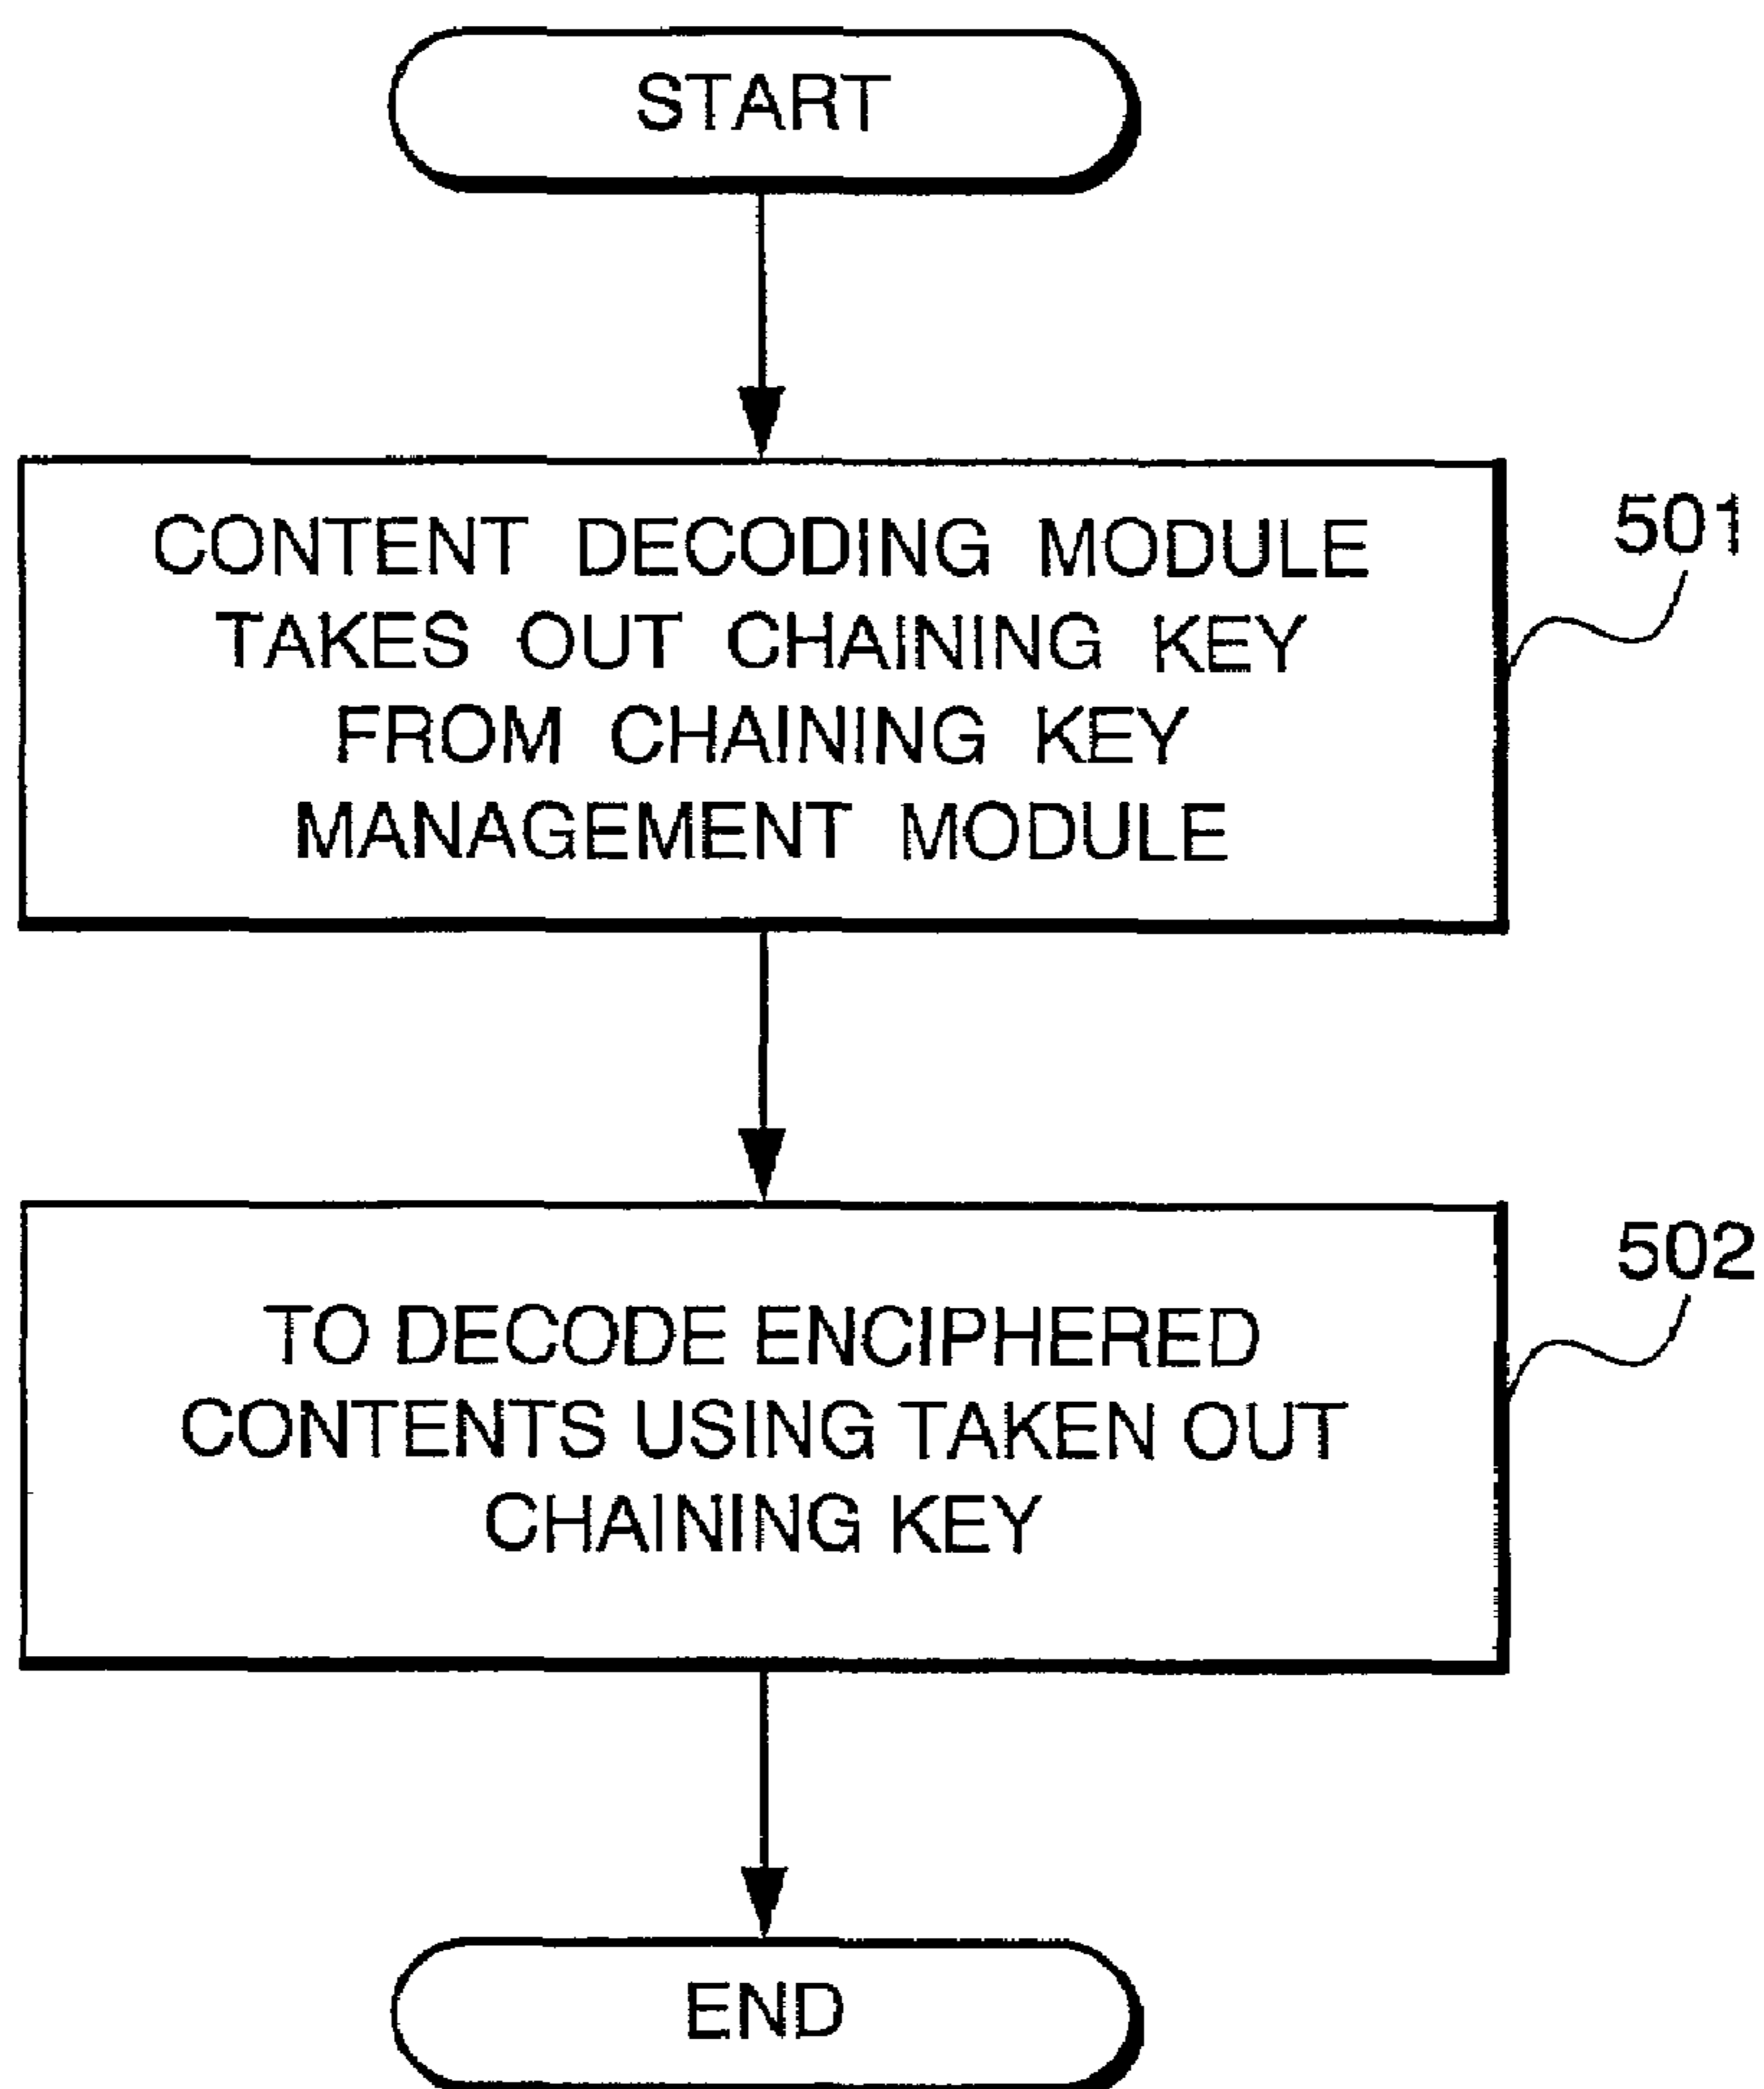 START
CONTENT DECODING MODULE
TAKES OUT CHAINING KEY
FROM CHAINING KEY
MANAGEMENT MODULE
501
TO DECODE ENCIPHERED
CONTENTS USING TAKEN OUT
CHAINING KEY
502
END